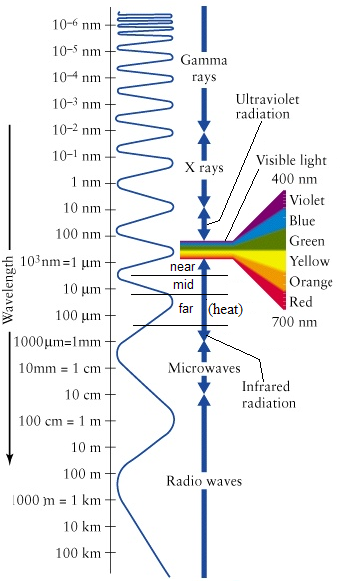 10–6 nm
10–5 nm
10–4 nm
10–3 nm
10–2 nm
10–1 nm
1 nm
10 nm
100 nm
10³nm=1 μm
10 μm
100 μm
1000μm=1mm
10mm = 1 cm
10 cm
100 cm = 1 m
10 m
100 m
1000 m = 1 km
10 km
100 km
Wavelength
Gamma
rays
Ultraviolet
radiation
X rays
Visible light
400 nm
Violet
Blue
Green
Yellow
Orange
Red
700 nm
near
mid
far (heat)
Microwaves
Infrared
radiation
Radio waves